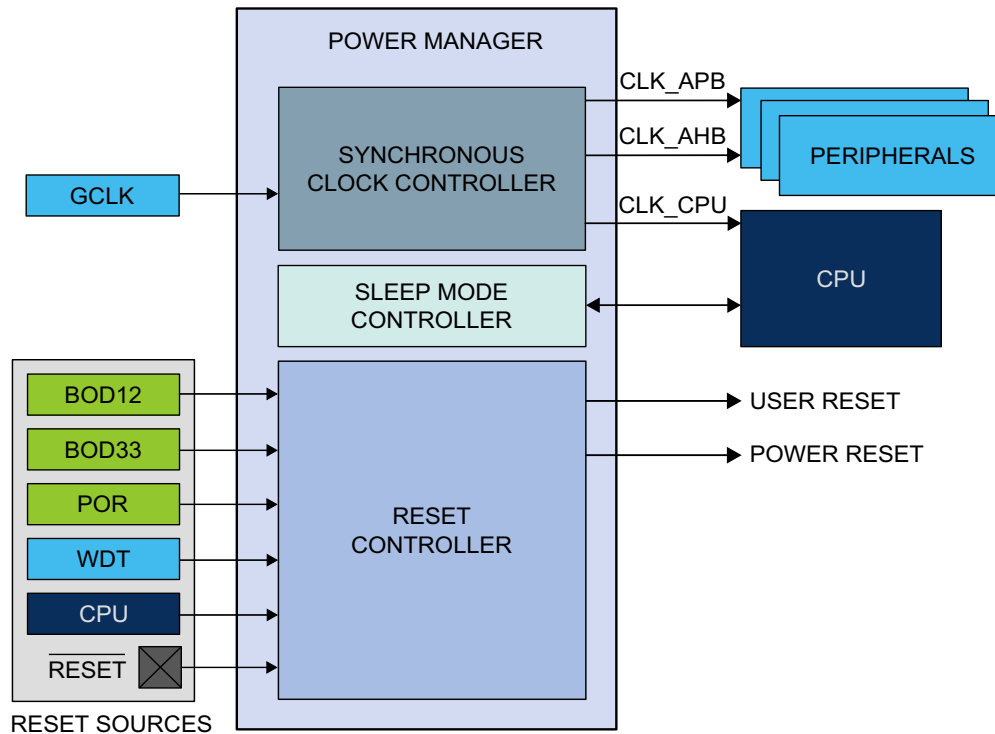 POWER MANAGER
CLK_APB
SYNCHRONOUS
CLOCK CONTROLLER
CLK_AHB
PERIPHERALS
GCLK
CLK_CPU
CPU
SLEEP MODE
CONTROLLER
BOD12
USER RESET
BOD33
POWER RESET
POR
RESET
CONTROLLER
WDT
CPU
RESET
RESET SOURCES